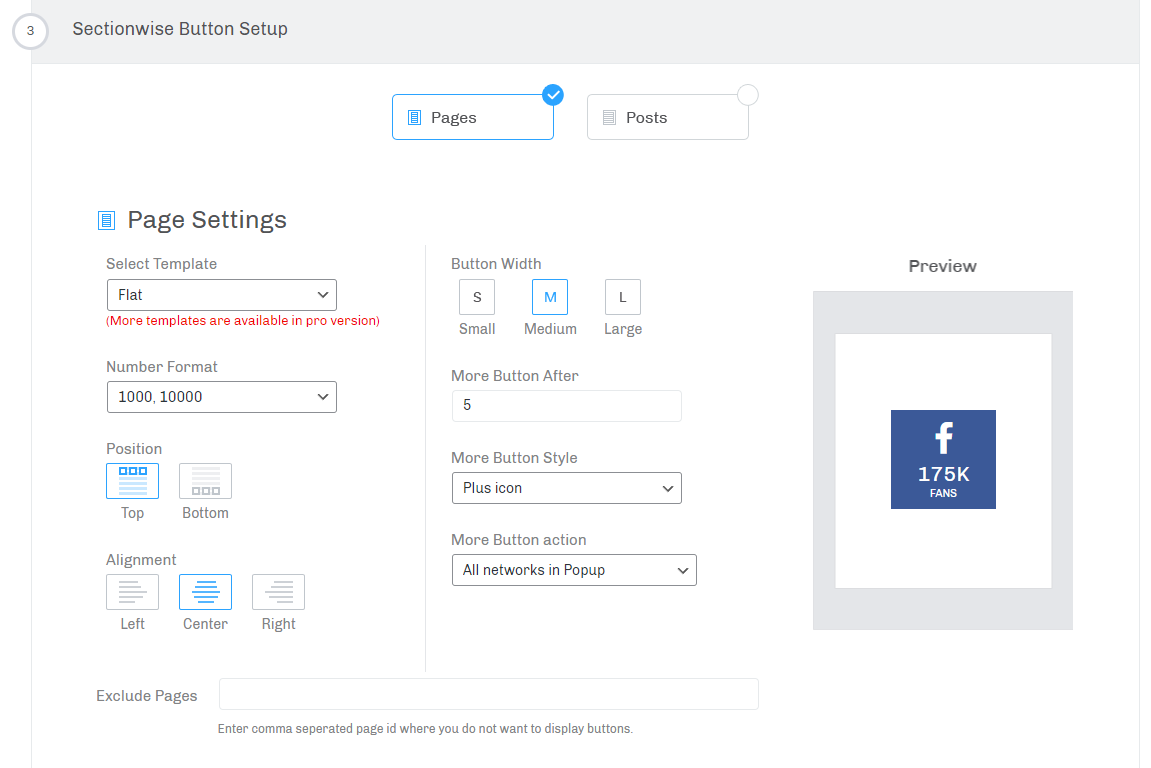 3
Sectionwise Button Setup
Pages
Posts
Page Settings
Select Template
Flat
(More templates are available in pro version)
Number Format
1000, 10000
Position
Top
Bottom
Alignment
Left
Center
Right
Button Width
S
M
L
Small
Medium
Large
More Button After
5
More Button Style
Plus icon
More Button action
All networks in Popup
Preview
f
175K
FANS
Exclude Pages
Enter comma seperated page id where you do not want to display buttons.